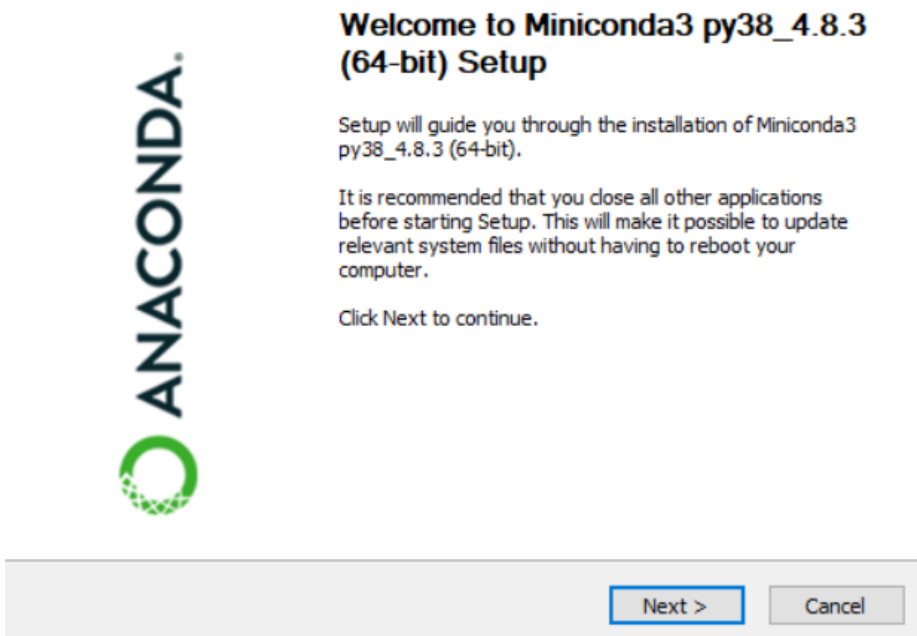 ANACONDA.
Welcome to Miniconda3 py38_4.8.3
(64-bit) Setup
Setup will guide you through the installation of Miniconda3
py38_4.8.3 (64-bit).
It is recommended that you close all other applications
before starting Setup. This will make it possible to update
relevant system files without having to reboot your
computer.
Click Next to continue.
Next >
Cancel